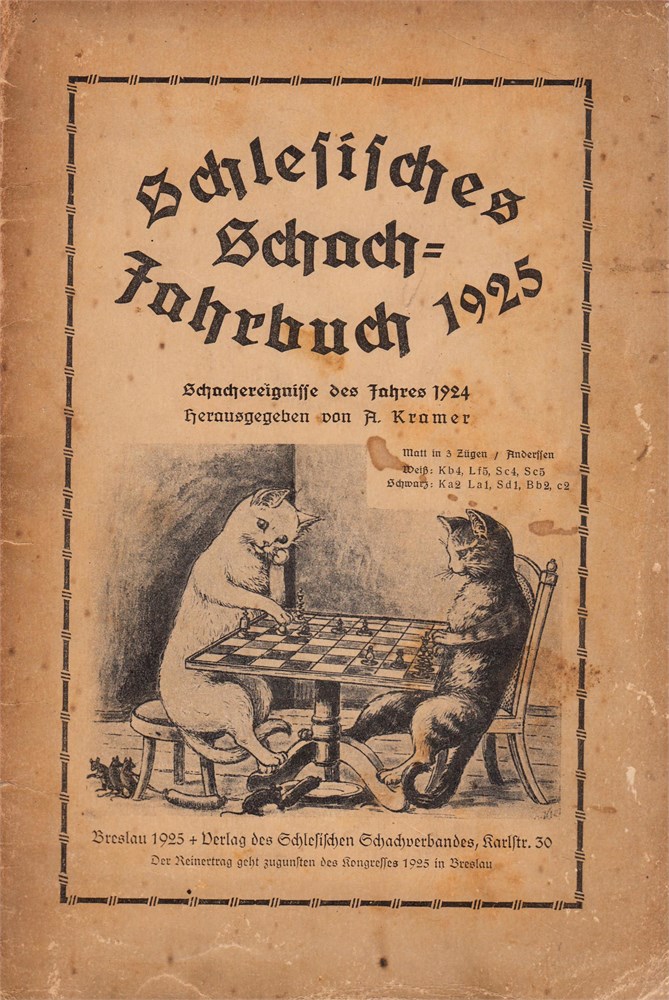 Schlesisches
Schach=
Jahrbuch 1925
Schachereignisse des Jahres 1924
Herausgegeben von A. Kramer
Matt in 3 Zügen / Anderssen
Weiß: Kb4, Lf5, Sc4, Sc5
Schwarz: Ka2 La1, Sd1, Bb2, c2
Breslau 1925 + Verlag des Schlesischen Schachverbandes, Karlstr. 30
Der Reinertrag geht zugunsten des Kongresses 1925 in Breslau